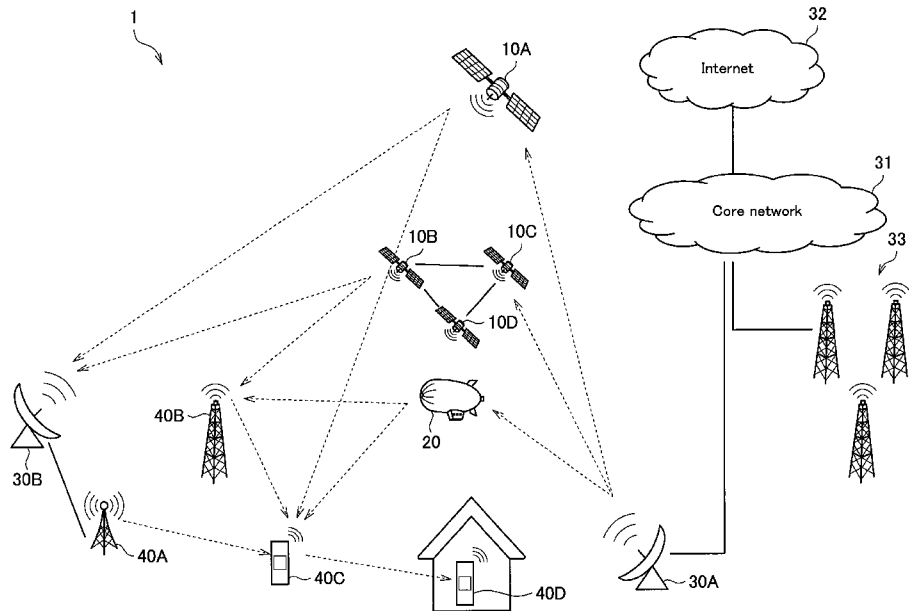 1
10A
32
Internet
31
Core network
10B
10C
33
10D
40B
20
30B
40A
40C
40D
30A